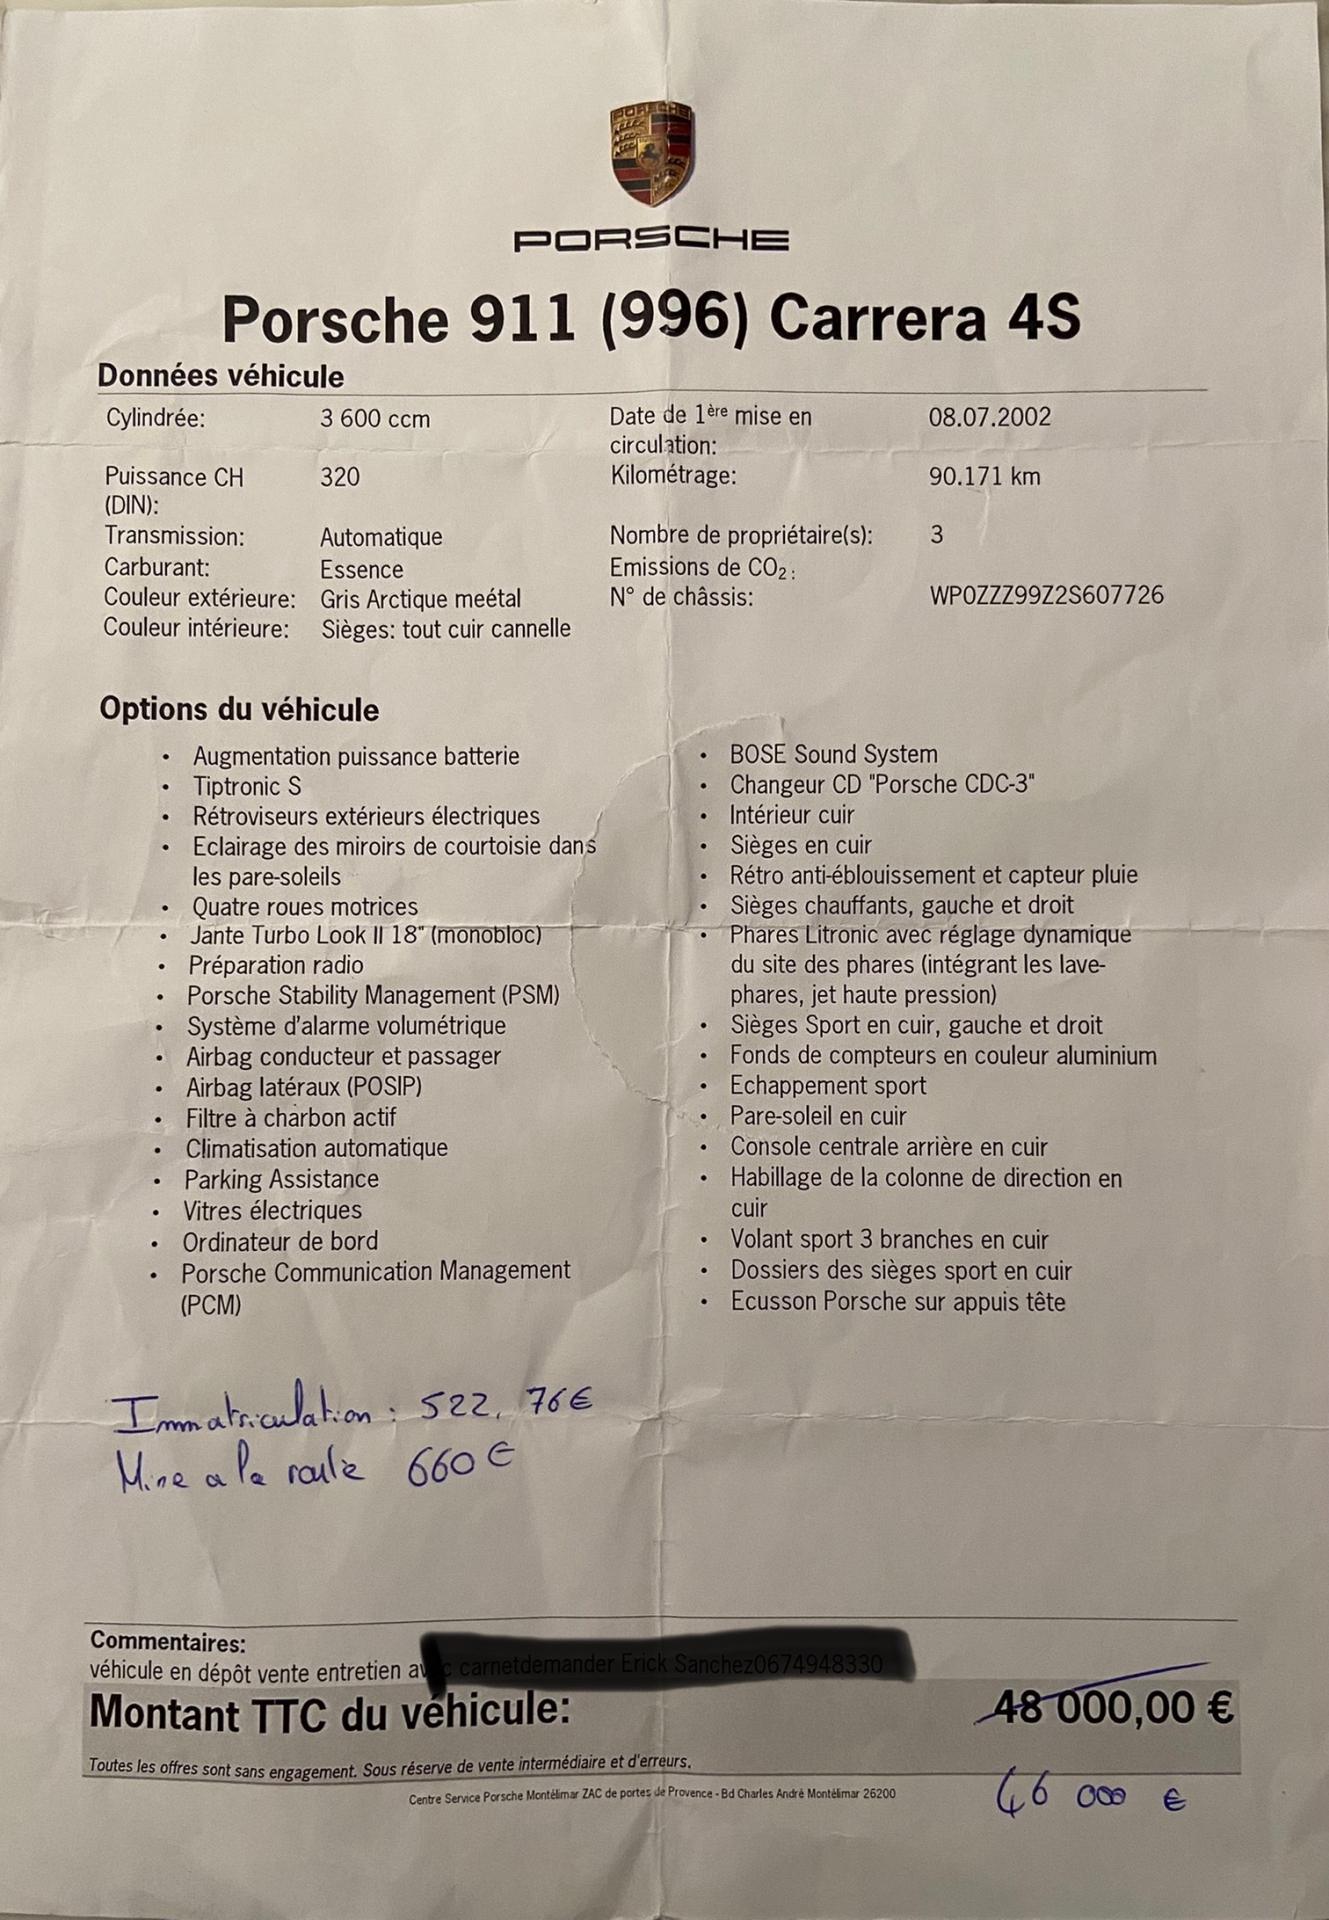 PORSCHE
PORSCHE
Porsche 911 (996) Carrera 4S
Données véhicule
Cylindrée: 3 600 ccm Date de 1ère mise en circulation: 08.07.2002
Puissance CH (DIN): 320 Kilométrage: 90.171 km
Transmission: Automatique Nombre de propriétaire(s): 3
Carburant: Essence Emissions de CO2 :
Couleur extérieure: Gris Arctique meétal N° de châssis: WP0ZZZ99Z2S607726
Couleur intérieure: Sièges: tout cuir cannelle
Options du véhicule
• Augmentation puissance batterie
• Tiptronic S
• Rétroviseurs extérieurs électriques
• Eclairage des miroirs de courtoisie dans
les pare-soleils
• Quatre roues motrices
• Jante Turbo Look II 18" (monobloc)
• Préparation radio
• Porsche Stability Management (PSM)
• Système d'alarme volumétrique
• Airbag conducteur et passager
• Airbag latéraux (POSIP)
• Filtre à charbon actif
• Climatisation automatique
• Parking Assistance
• Vitres électriques
• Ordinateur de bord
• Porsche Communication Management
(PCM)
• BOSE Sound System
• Changeur CD "Porsche CDC-3"
• Intérieur cuir
• Sièges en cuir
• Rétro anti-éblouissement et capteur pluie
• Sièges chauffants, gauche et droit
• Phares Litronic avec réglage dynamique
du site des phares (intégrant les lave-
phares, jet haute pression)
• Sièges Sport en cuir, gauche et droit
• Fonds de compteurs en couleur aluminium
• Echappement sport
• Pare-soleil en cuir
• Console centrale arrière en cuir
• Habillage de la colonne de direction en
cuir
• Volant sport 3 branches en cuir
• Dossiers des sièges sport en cuir
• Ecusson Porsche sur appuis tête
Immatriculation : 522, 76€
Mise a la route 660 €
Commentaires:
véhicule en dépôt vente entretien
Montant TTC du véhicule: 48 000,00 €
Toutes les offres sont sans engagement. Sous réserve de vente intermédiaire et d'erreurs.
Centre Service Porsche Montélimar ZAC de portes de Provence - Bd Charles André Montélimar 26200
46 000 €